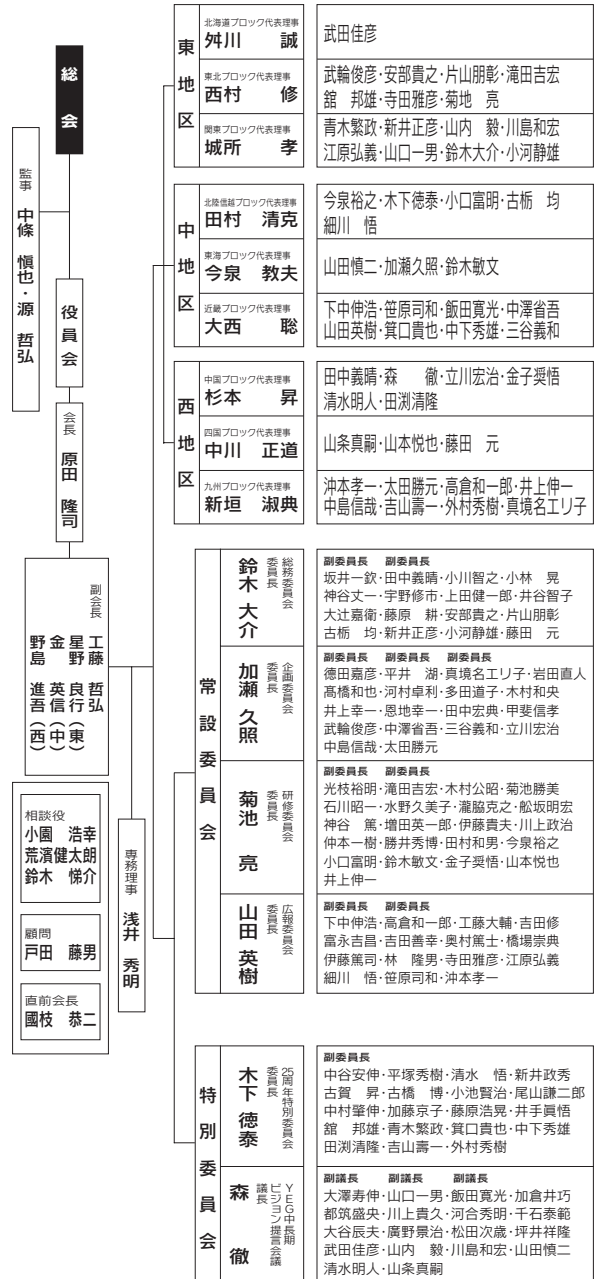 総会
監事 中條 愼也・源 哲弘
役員会
会長 原田 隆司
副会長
工藤 哲弘
星野 良行(東)
金 英信(中)
野島 進吾(西)
相談役
小園 浩幸
荒濱健太朗
鈴木 悌介
顧問
戸田 藤男
直前会長
國枝 恭二
専務理事 浅井 秀明
東地区
北海道ブロック代表理事
舛川 誠
武田佳彦
東北ブロック代表理事
西村 修
武輪俊彦・安部貴之・片山朋彰・滝田吉宏
舘 邦雄・寺田雅彦・菊地 亮
関東ブロック代表理事
城所 孝
青木繁政・新井正彦・山内 毅・川島和宏
江原弘義・山口一男・鈴木大介・小河静雄
中地区
北陸信越ブロック代表理事
田村 清克
今泉裕之・木下徳泰・小口富明・古栃 均
細川 悟
東海ブロック代表理事
今泉 教夫
山田慎二・加瀬久照・鈴木敏文
近畿ブロック代表理事
大西 聡
下中伸浩・笹原司和・飯田寛光・中澤省吾
山田英樹・箕口貴也・中下秀雄・三谷義和
西地区
中国ブロック代表理事
杉本 昇
田中義晴・森 徹・立川宏治・金子奨悟
清水明人・田渕清隆
四国ブロック代表理事
中川 正道
山条真嗣・山本悦也・藤田 元
九州ブロック代表理事
新垣 淑典
沖本孝一・太田勝元・高倉和一郎・井上伸一
中島信哉・吉山壽一・外村秀樹・真境名エリ子
常設委員会
総務委員会
委員長
鈴木 大介
副委員長 副委員長
坂井一欽・田中義晴・小川智之・小林 晃
神谷丈一・宇野修市・上田健一郎・井谷智子
大辻嘉衛・藤原 耕・安部貴之・片山朋彰
古栃 均・新井正彦・小河静雄・藤田 元
企画委員会
委員長
加瀬 久照
副委員長 副委員長 副委員長
德田嘉彦・平井 湖・真境名エリ子・岩田直人
髙橋和也・河村卓利・多田道子・木村和央
井上幸一・恩地幸一・田中宏典・甲斐信孝
武輪俊彦・中澤省吾・三谷義和・立川宏治
中島信哉・太田勝元
研修委員会
委員長
菊池 亮
副委員長 副委員長
光枝裕明・滝田吉宏・木村公昭・菊池勝美
石川昭一・水野久美子・瀧脇克之・舩坂明宏
神谷 篤・増田英一郎・伊藤貴夫・川上政治
仲本一樹・勝井秀博・田村和男・今泉裕之
小口富明・鈴木敏文・金子奨悟・山本悦也
井上伸一
広報委員会
委員長
山田 英樹
副委員長 副委員長
下中伸浩・高倉和一郎・工藤大輔・吉田修
富永吉昌・吉田善幸・奥村篤士・橋場崇典
伊藤篤司・林 隆男・寺田雅彦・江原弘義
細川 悟・笹原司和・沖本孝一
特別委員会
25周年特別委員会
委員長
木下 徳泰
副委員長
中谷安伸・平塚秀樹・清水 悟・新井政秀
古賀 昇・古橋 博・小池賢治・尾山謙二郎
中村肇伸・加藤京子・藤原浩晃・井手眞悟
舘 邦雄・青木繁政・箕口貴也・中下秀雄
田渕清隆・吉山壽一・外村秀樹
YEG中長期
ビジョン提言会議
議長
森 徹
副議長 副議長 副議長
大澤寿伸・山口一男・飯田寛光・加倉井巧
都筑盛央・川上貴久・河合秀明・千石泰範
大谷辰夫・廣野景治・松田次歳・坪井祥隆
武田佳彦・山内 毅・川島和宏・山田慎二
清水明人・山条真嗣